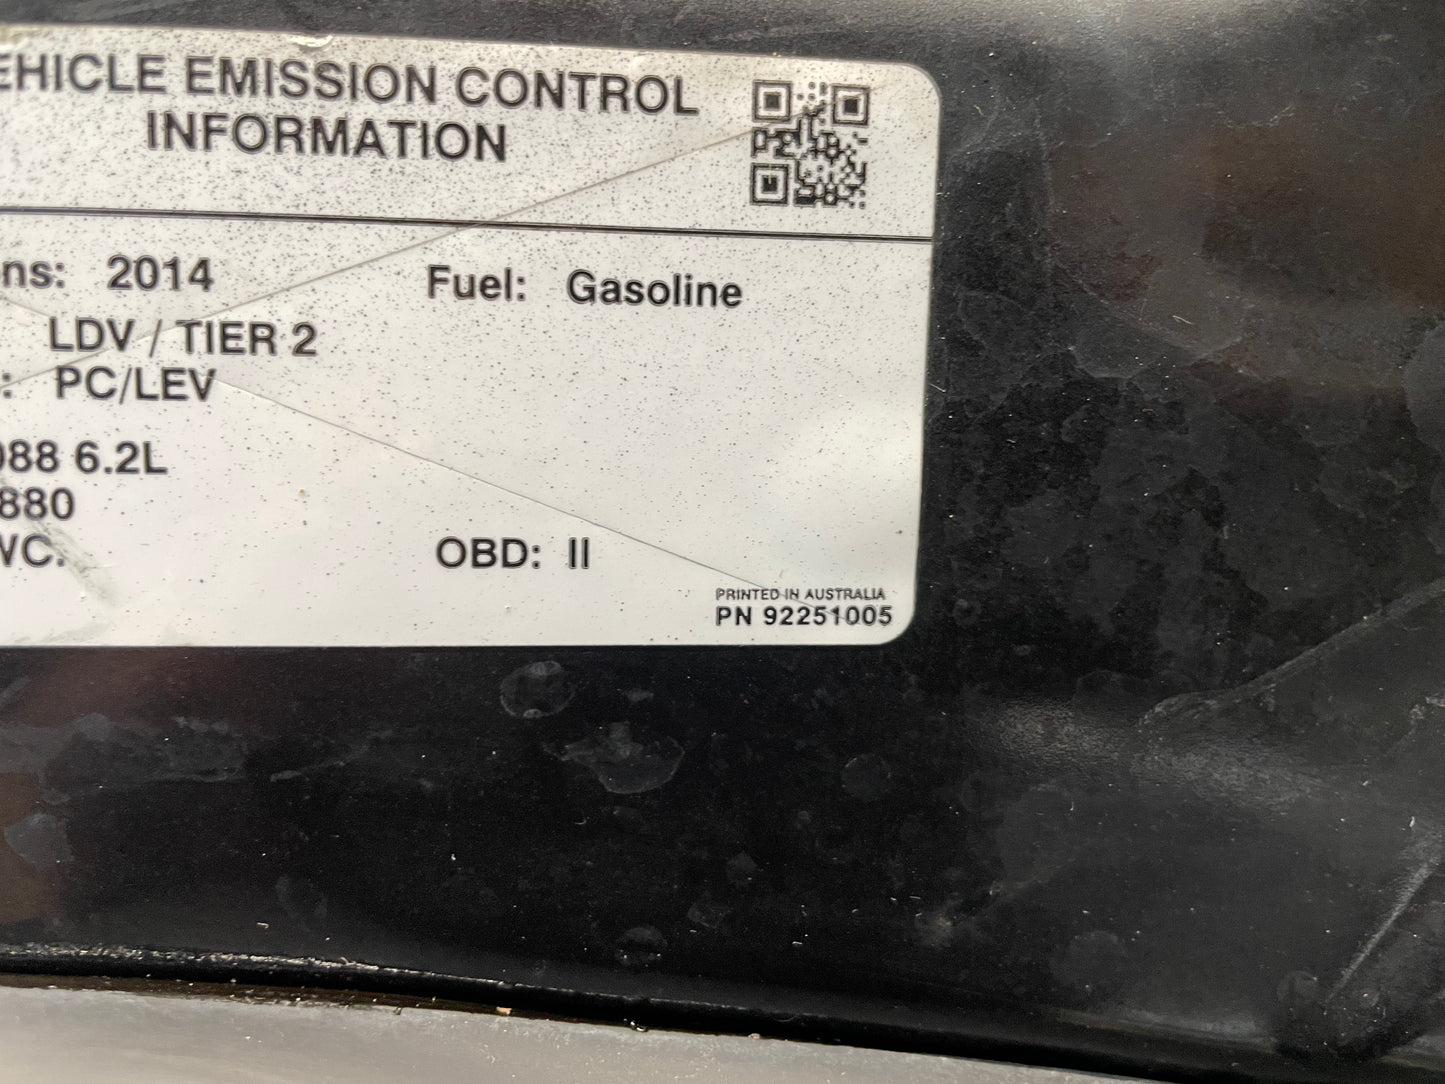 EHICLE EMISSION CONTROL
INFORMATION
ns: 2014 Fuel: Gasoline
LDV / TIER 2
: PC/LEV
088 6.2L
880
WC. OBD: II
PRINTED IN AUSTRALIA
PN 92251005